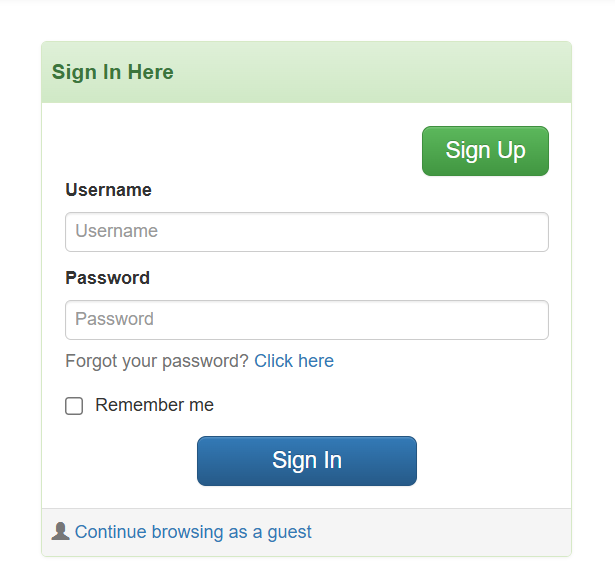 Sign In Here
Sign Up
Username
Username
Password
Password
Forgot your password? Click here
Remember me
Sign In
Continue browsing as a guest